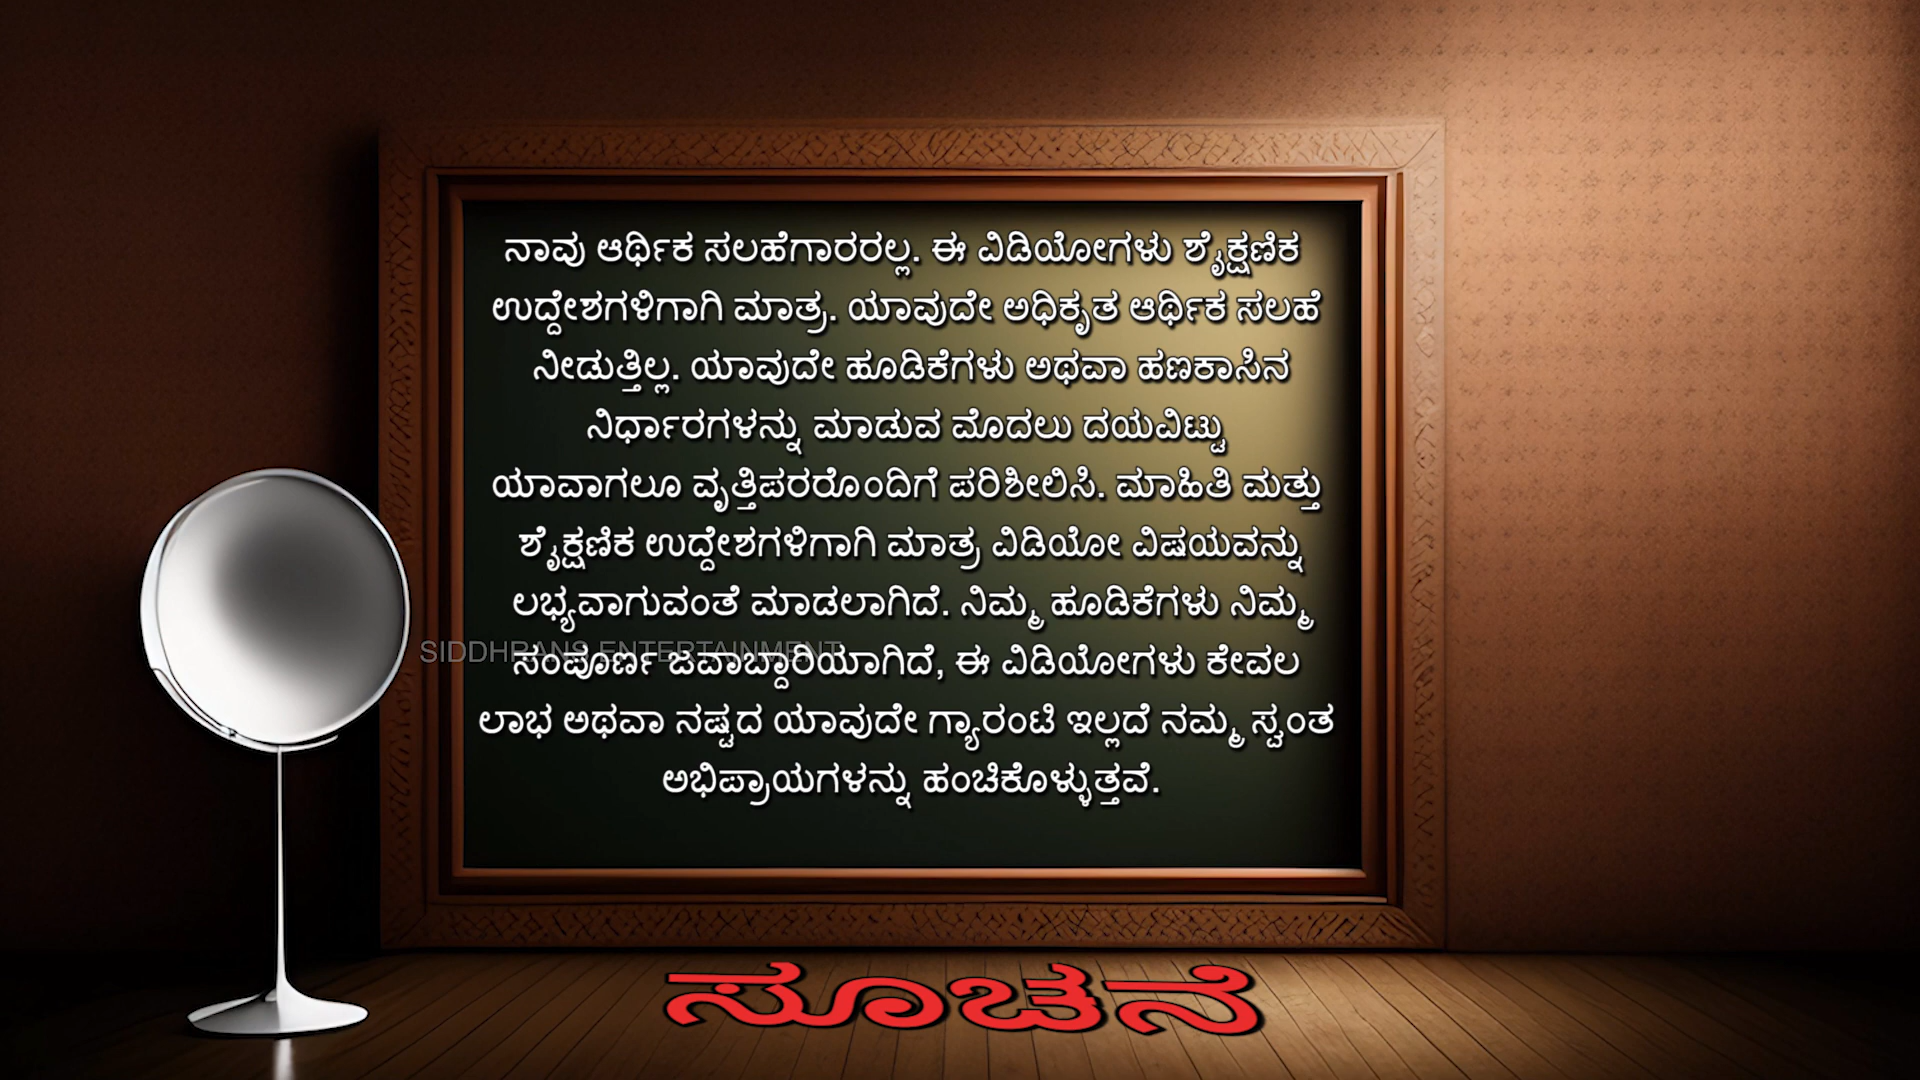 ನಾವು ಆರ್ಥಿಕ ಸಲಹೆಗಾರರಲ್ಲ. ಈ ವಿಡಿಯೋಗಳು ಶೈಕ್ಷಣಿಕ
ಉದ್ದೇಶಗಳಿಗಾಗಿ ಮಾತ್ರ. ಯಾವುದೇ ಅಧಿಕೃತ ಆರ್ಥಿಕ ಸಲಹೆ
ನೀಡುತ್ತಿಲ್ಲ. ಯಾವುದೇ ಹೂಡಿಕೆಗಳು ಅಥವಾ ಹಣಕಾಸಿನ
ನಿರ್ಧಾರಗಳನ್ನು ಮಾಡುವ ಮೊದಲು ದಯವಿಟ್ಟು
ಯಾವಾಗಲೂ ವೃತ್ತಿಪರರೊಂದಿಗೆ ಪರಿಶೀಲಿಸಿ. ಮಾಹಿತಿ ಮತ್ತು
ಶೈಕ್ಷಣಿಕ ಉದ್ದೇಶಗಳಿಗಾಗಿ ಮಾತ್ರ ವಿಡಿಯೋ ವಿಷಯವನ್ನು
ಲಭ್ಯವಾಗುವಂತೆ ಮಾಡಲಾಗಿದೆ. ನಿಮ್ಮ ಹೂಡಿಕೆಗಳು ನಿಮ್ಮ
SIDDHRANS ENTERTAINMENT
ಸಂಪೂರ್ಣ ಜವಾಬ್ದಾರಿಯಾಗಿದೆ, ಈ ವಿಡಿಯೋಗಳು ಕೇವಲ
ಲಾಭ ಅಥವಾ ನಷ್ಟದ ಯಾವುದೇ ಗ್ಯಾರಂಟಿ ಇಲ್ಲದೆ ನಮ್ಮ ಸ್ವಂತ
ಅಭಿಪ್ರಾಯಗಳನ್ನು ಹಂಚಿಕೊಳ್ಳುತ್ತವೆ.
ಸೂಚನೆ